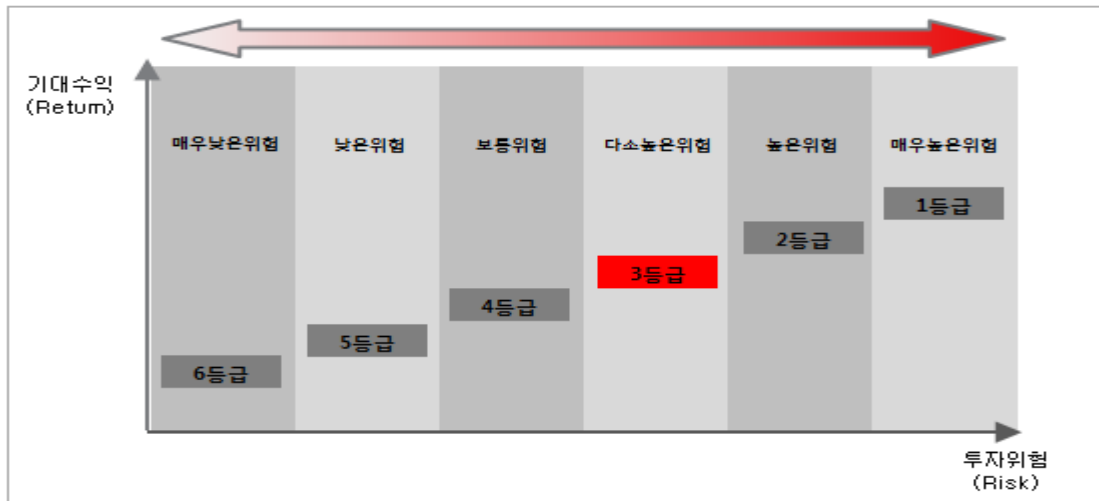 기대수익
(Retum)
매우낮은위험 낮은위험 보통위험 다소높은위험 높은위험 매우높은위험
1등급
2등급
3등급
4등급
5등급
6등급
투자위험
(Risk)